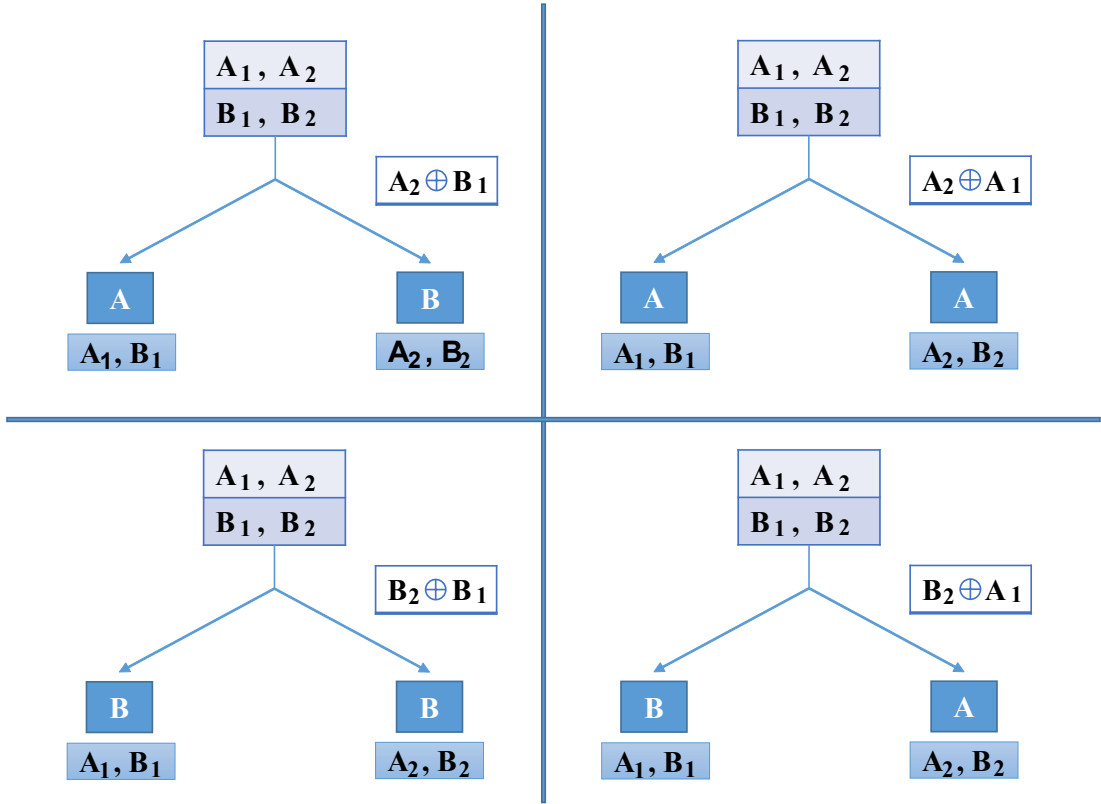 A₁, A₂
B₁, B₂
A₂⊕B₁
A
B
A₁, B₁
A₂, B₂
A₁, A₂
B₁, B₂
A₂⊕A₁
A
A
A₁, B₁
A₂, B₂
A₁, A₂
B₁, B₂
B₂⊕B₁
B
B
A₁, B₁
A₂, B₂
A₁, A₂
B₁, B₂
B₂⊕A₁
B
A
A₁, B₁
A₂, B₂